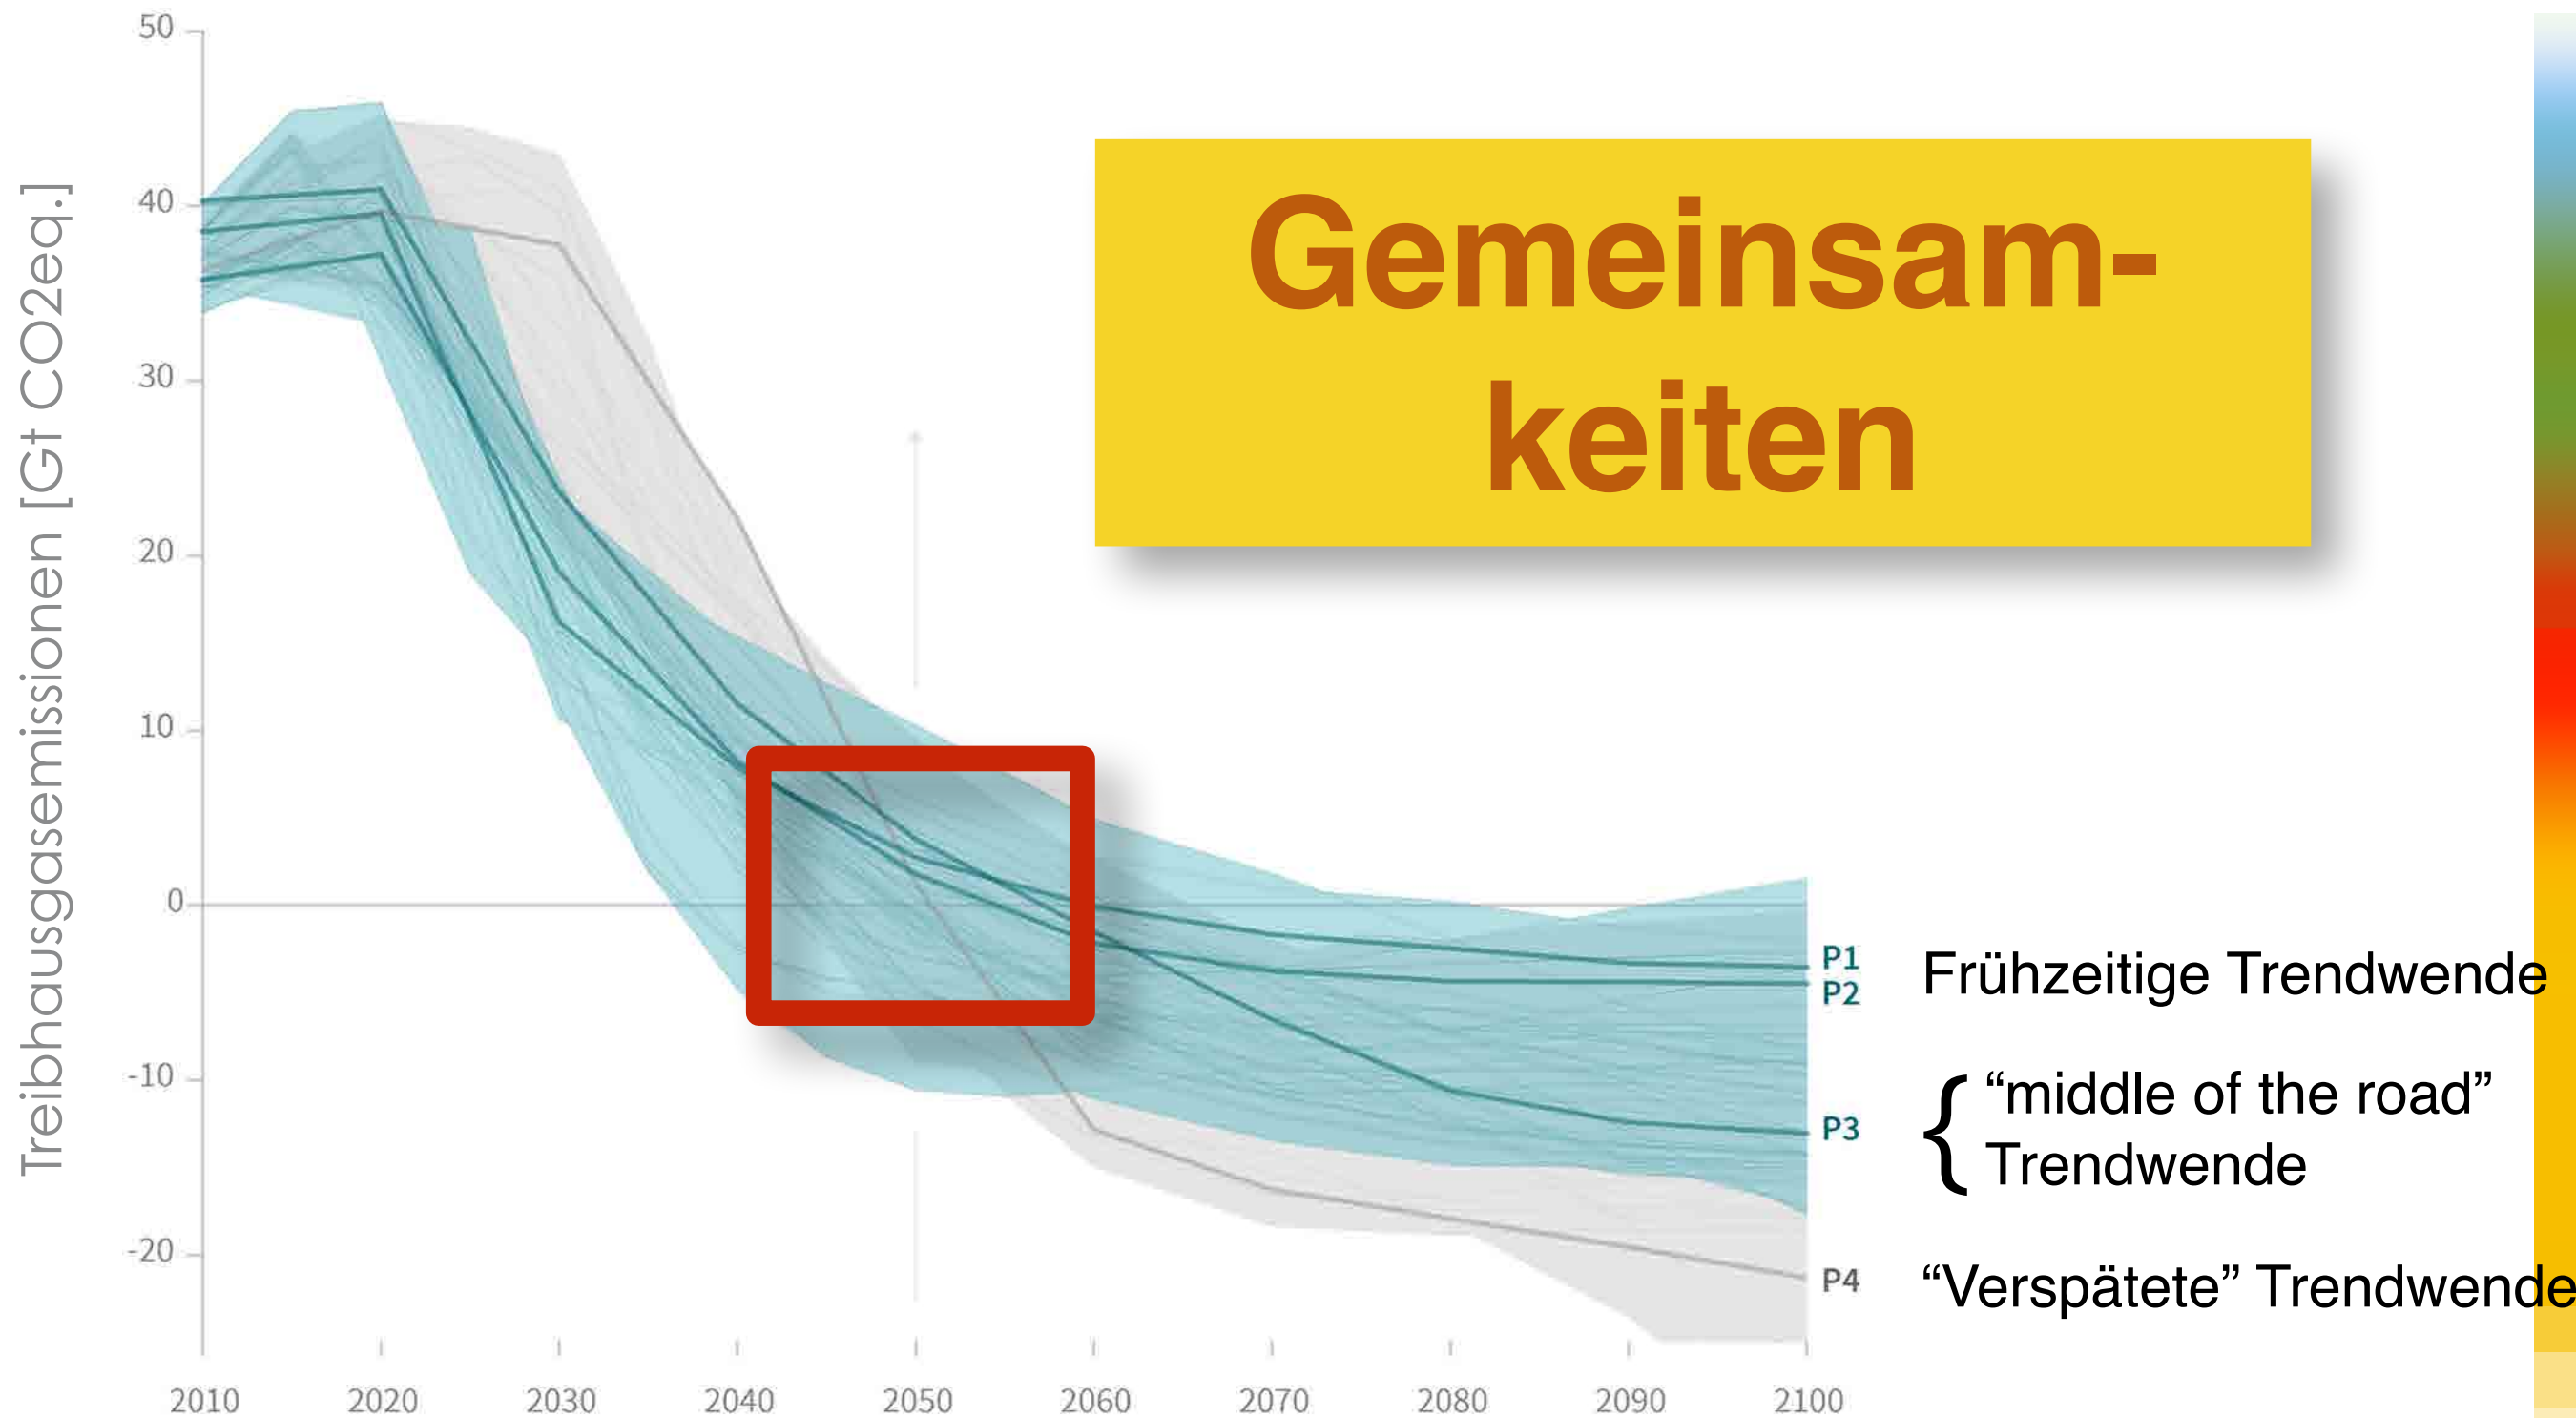 Treibhausgasemissionen [Gt CO2eq.]
50
40
30
20
10
0
-10
-20
Gemeinsam-
keiten
P1
P2
P3
P4
Frühzeitige Trendwende
{ “middle of the road”
Trendwende
“Verspätete” Trendwende
2010 2020 2030 2040 2050 2060 2070 2080 2090 2100